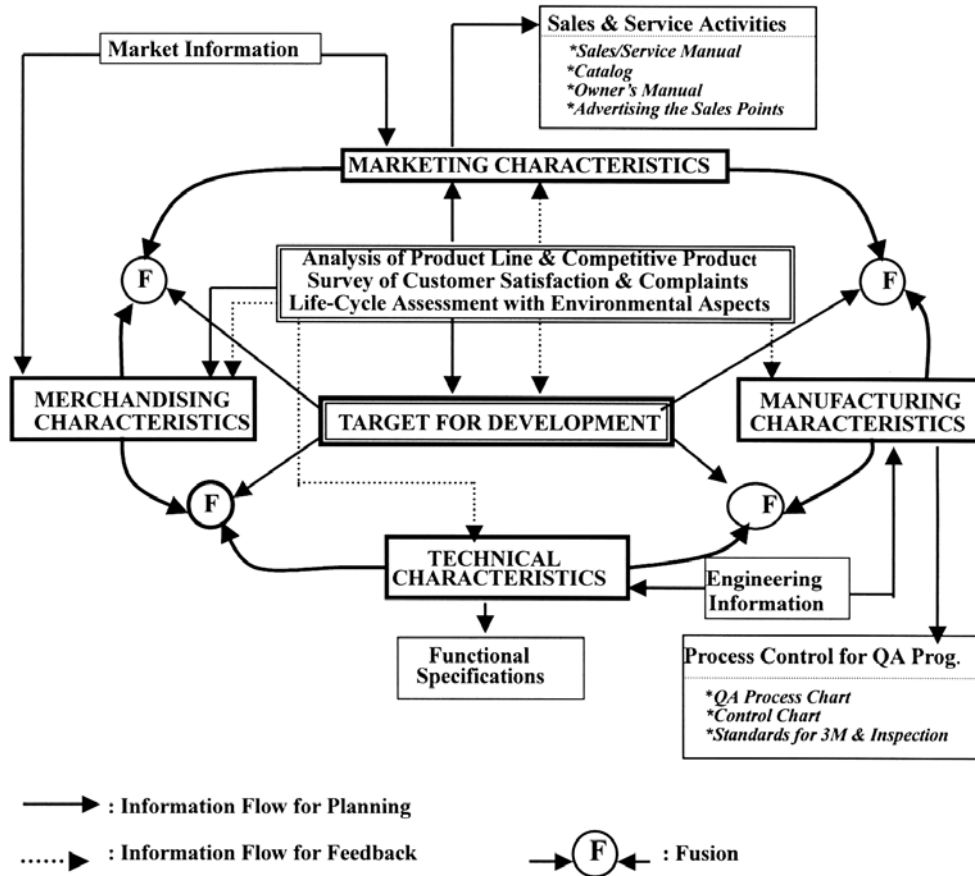 Sales & Service Activities
*Sales/Service Manual
*Catalog
*Owner's Manual
*Advertising the Sales Points
Market Information
MARKETING CHARACTERISTICS
Analysis of Product Line & Competitive Product
Survey of Customer Satisfaction & Complaints
Life-Cycle Assessment with Environmental Aspects
F
F
MERCHANDISING
CHARACTERISTICS
TARGET FOR DEVELOPMENT
MANUFACTURING
CHARACTERISTICS
F
F
TECHNICAL
CHARACTERISTICS
Engineering
Information
Functional
Specifications
Process Control for QA Prog.
*QA Process Chart
*Control Chart
*Standards for 3M & Inspection
: Information Flow for Planning
: Information Flow for Feedback
F
: Fusion